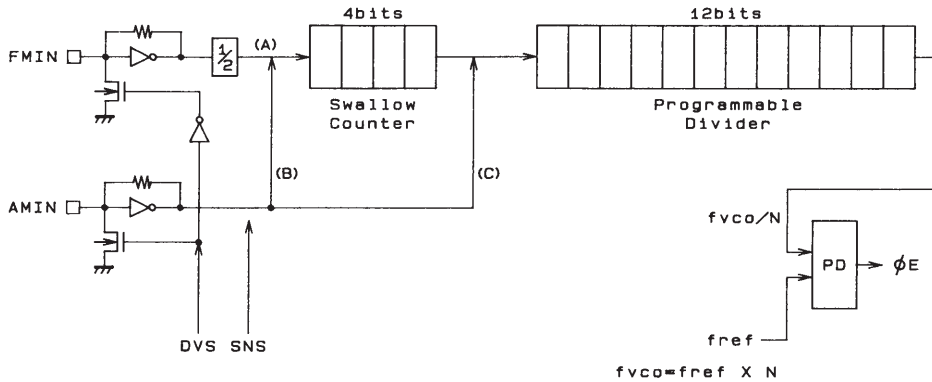 4bits
12bits
FMIN
1/2
(A)
Swallow
Counter
Programmable
Divider
(B)
(C)
AMIN
fvco/N
PD
φE
DVS SNS
fref
fvco=fref X N